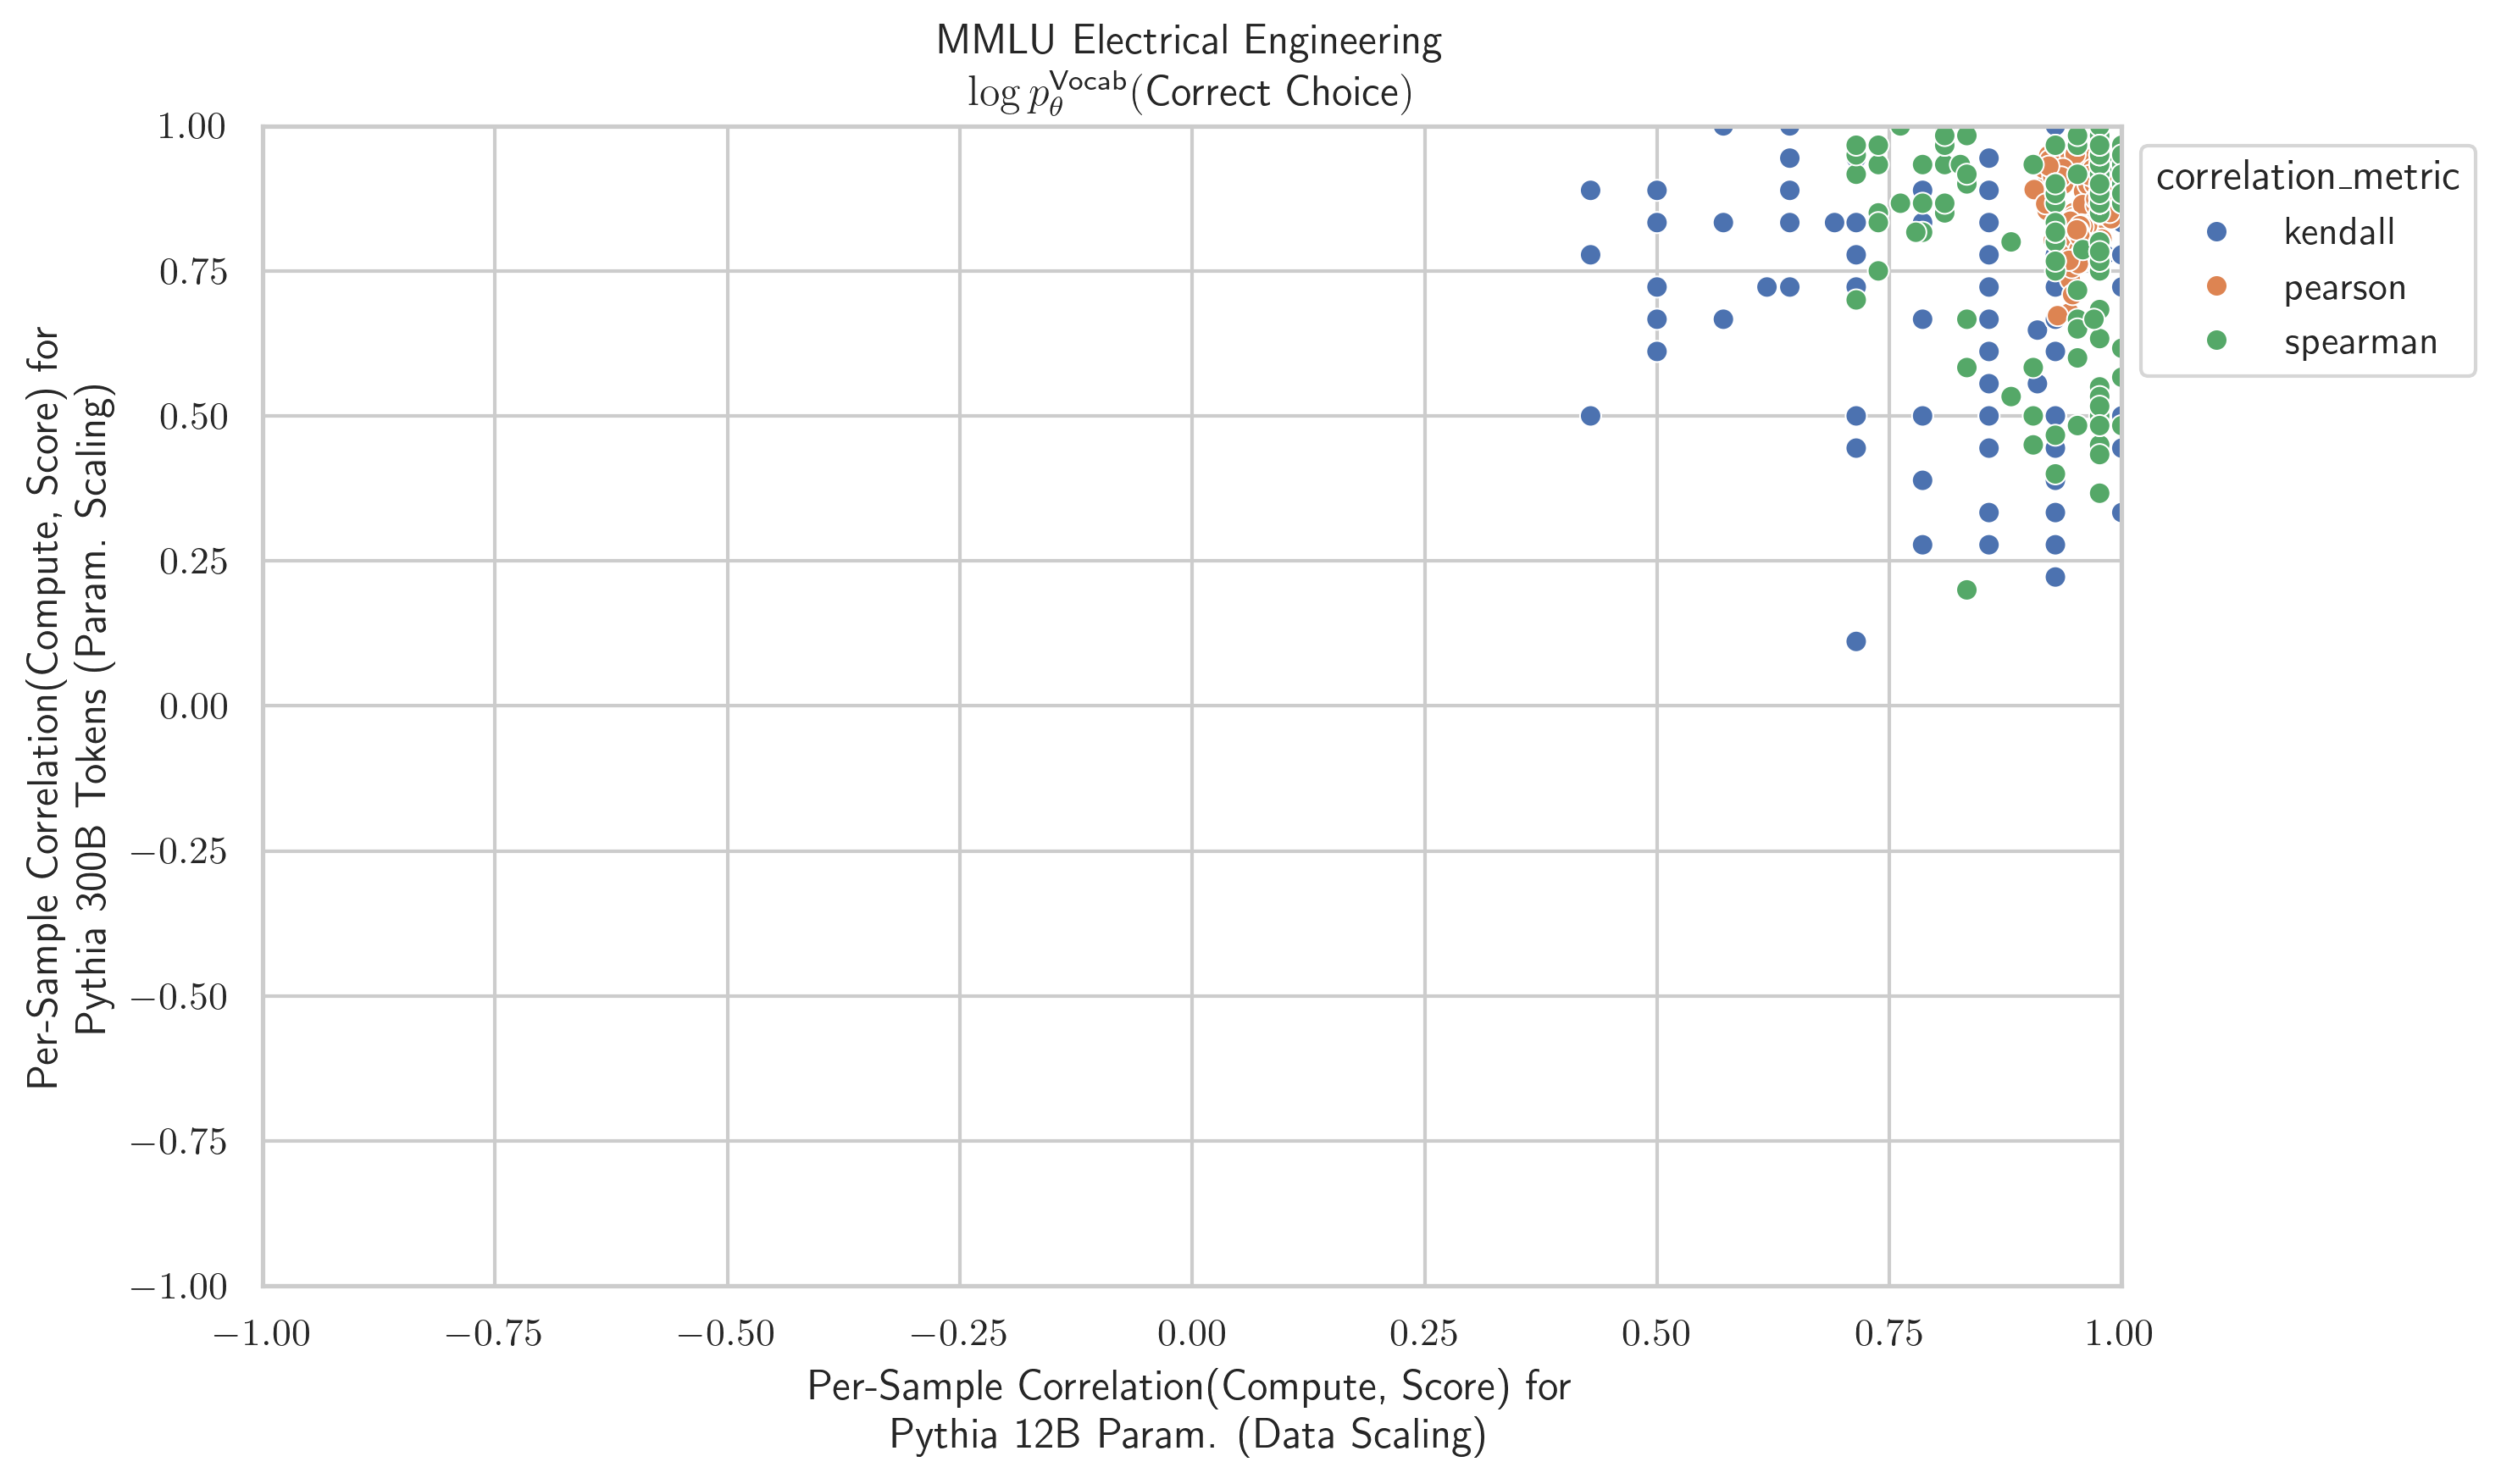 MMLU Electrical Engineering
log p_θ^Vocab(Correct Choice)
Per-Sample Correlation(Compute, Score) for
Pythia 300B Tokens (Param. Scaling)
1.00
0.75
0.50
0.25
0.00
−0.25
−0.50
−0.75
−1.00
−1.00 −0.75 −0.50 −0.25 0.00 0.25 0.50 0.75 1.00
Per-Sample Correlation(Compute, Score) for
Pythia 12B Param. (Data Scaling)
correlation_metric
kendall
pearson
spearman